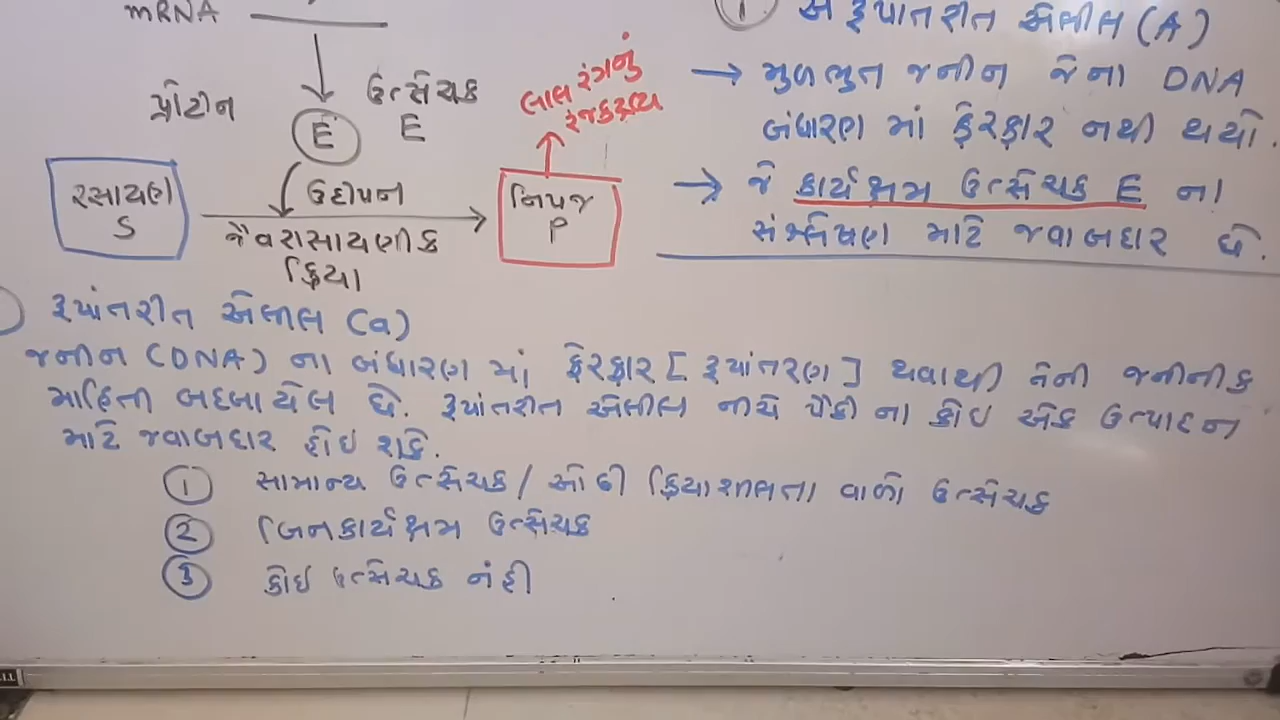 mRNA
પ્રોટીન
ઉત્સેચક
E
E
રસાયણ
S
ઉદ્દીપન
જૈવરાસાયણીક
ક્રિયા
લાલ રંગનું
રંજકદ્રવ્ય
નિપજ
P
1 અરૂપાંતરીત એલીલ (A)
→ મુળભુત જનીન જેના DNA
બંધારણ માં ફેરફાર નથી થયો.
→ જે કાર્યક્ષમ ઉત્સેચક E ના
સંશ્લેષણ માટે જવાબદાર છે.
રૂપાંતરીત એલીલ (a)
જનીન (DNA) ના બંધારણ માં ફેરફાર [રૂપાંતરણ] થવાથી તેની જનીનીક
માહિતી બદલાયેલ છે. રૂપાંતરીત એલીલ નીચે પૈકી ના કોઇ એક ઉત્પાદન
માટે જવાબદાર હોઇ શકે.
1 સામાન્ય ઉત્સેચક / ઓછી ક્રિયાશીલતા વાળો ઉત્સેચક
2 બિનકાર્યક્ષમ ઉત્સેચક
3 કોઇ ઉત્સેચક નંહી